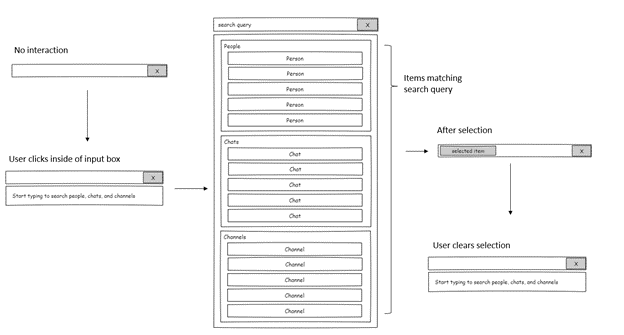 No interaction
X
User clicks inside of input box
X
Start typing to search people, chats, and channels
search query
X
People
Person
Person
Person
Person
Person
Chats
Chat
Chat
Chat
Chat
Chat
Channels
Channel
Channel
Channel
Channel
Channel
Items matching
search query
After selection
selected item
X
User clears selection
X
Start typing to search people, chats, and channels